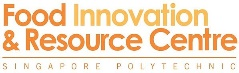 Food Innovation
& Resource Centre
SINGAPORE POLYTECHNIC